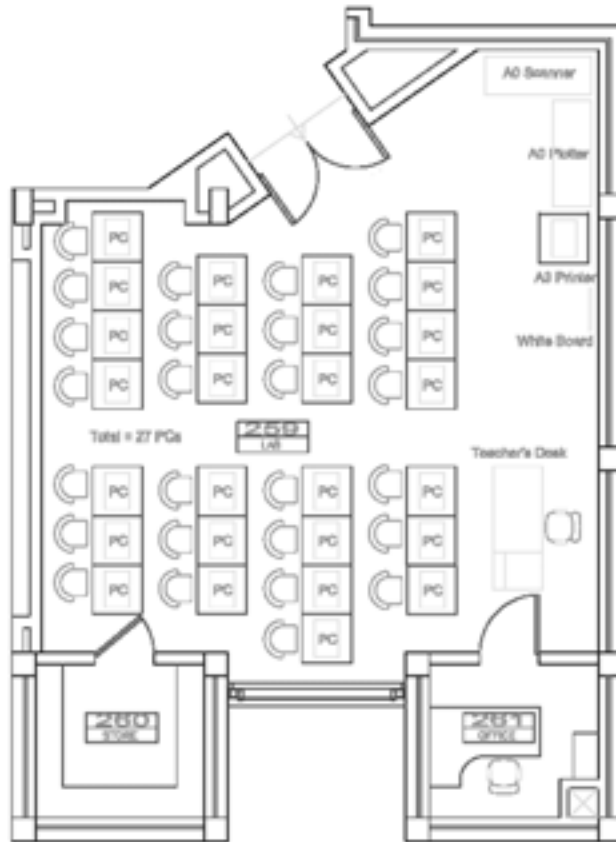 A0 Scanner
A0 Plotter
PC PC
PC PC PC PC
A3 Printer
PC PC PC PC
White Board
PC PC PC PC
Total = 27 PCs
259
LAB
Teacher's Desk
PC PC PC PC
PC PC PC PC
PC PC PC PC
PC
260
STORE
261
OFFICE